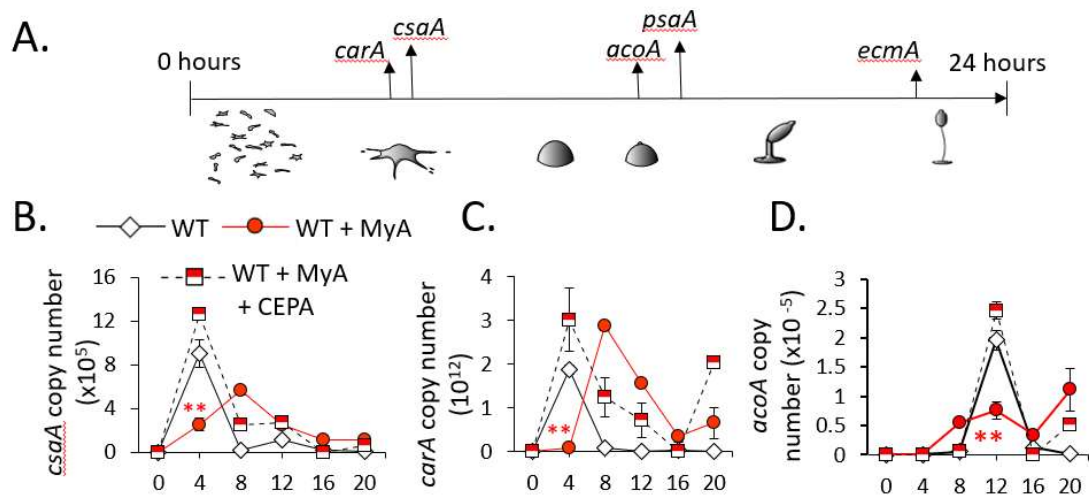 A.
0 hours
carA
csaA
acoA
psaA
ecmA
24 hours
B.
WT
WT + MyA
WT + MyA
+ CEPA
csaA copy number
(x10⁵)
16
12
8
4
0
0 4 8 12 16 20
C.
carA copy number
(10¹²)
4
3
2
1
0
**
0 4 8 12 16 20
D.
acoA copy
number (x10 ⁻⁵)
3
2.5
2
1.5
1
0.5
0
**
0 4 8 12 16 20
**